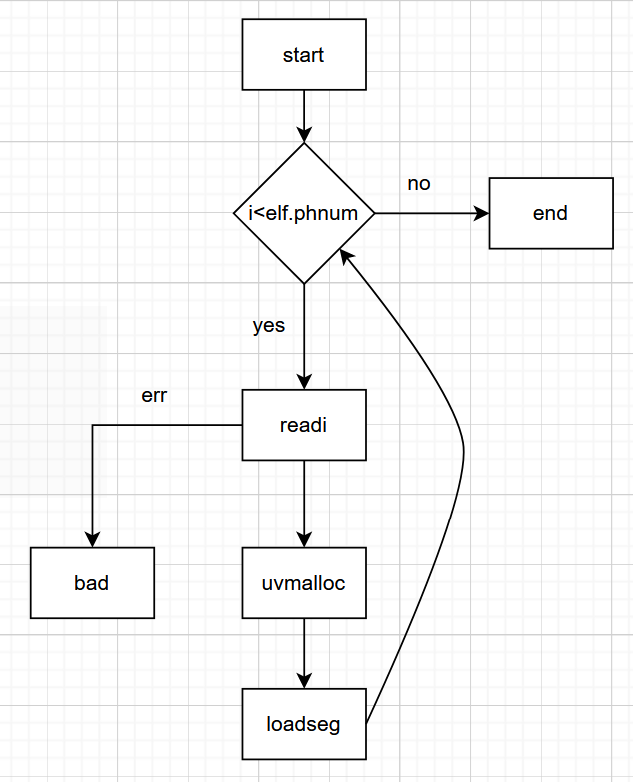 start
i<elf.phnum
no
end
yes
err
readi
bad
uvmalloc
loadseg